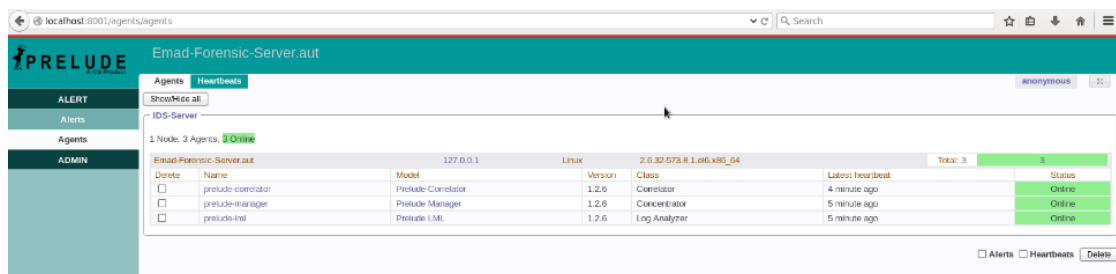 localhost:8001/agents/agents
Search
PRELUDE
Emad-Forensic-Server.aut
Agents Heartbeats anonymous
ALERT
Alerts
Agents
ADMIN
Show/Hide all
IDS-Server
1 Node, 3 Agents, 3 Online
Emad-Forensic-Server.aut 127.0.0.1 Linux 2.6.32-573.8.1.el6.x86_64 Total: 3 3
Delete Name Model Version Class Latest heartbeat Status
prelude-correlator Prelude-Correlator 1.2.6 Correlator 4 minute ago Online
prelude-manager Prelude Manager 1.2.6 Concentrator 5 minute ago Online
prelude-lml Prelude LML 1.2.6 Log Analyzer 5 minute ago Online
Alerts Heartbeats Delete